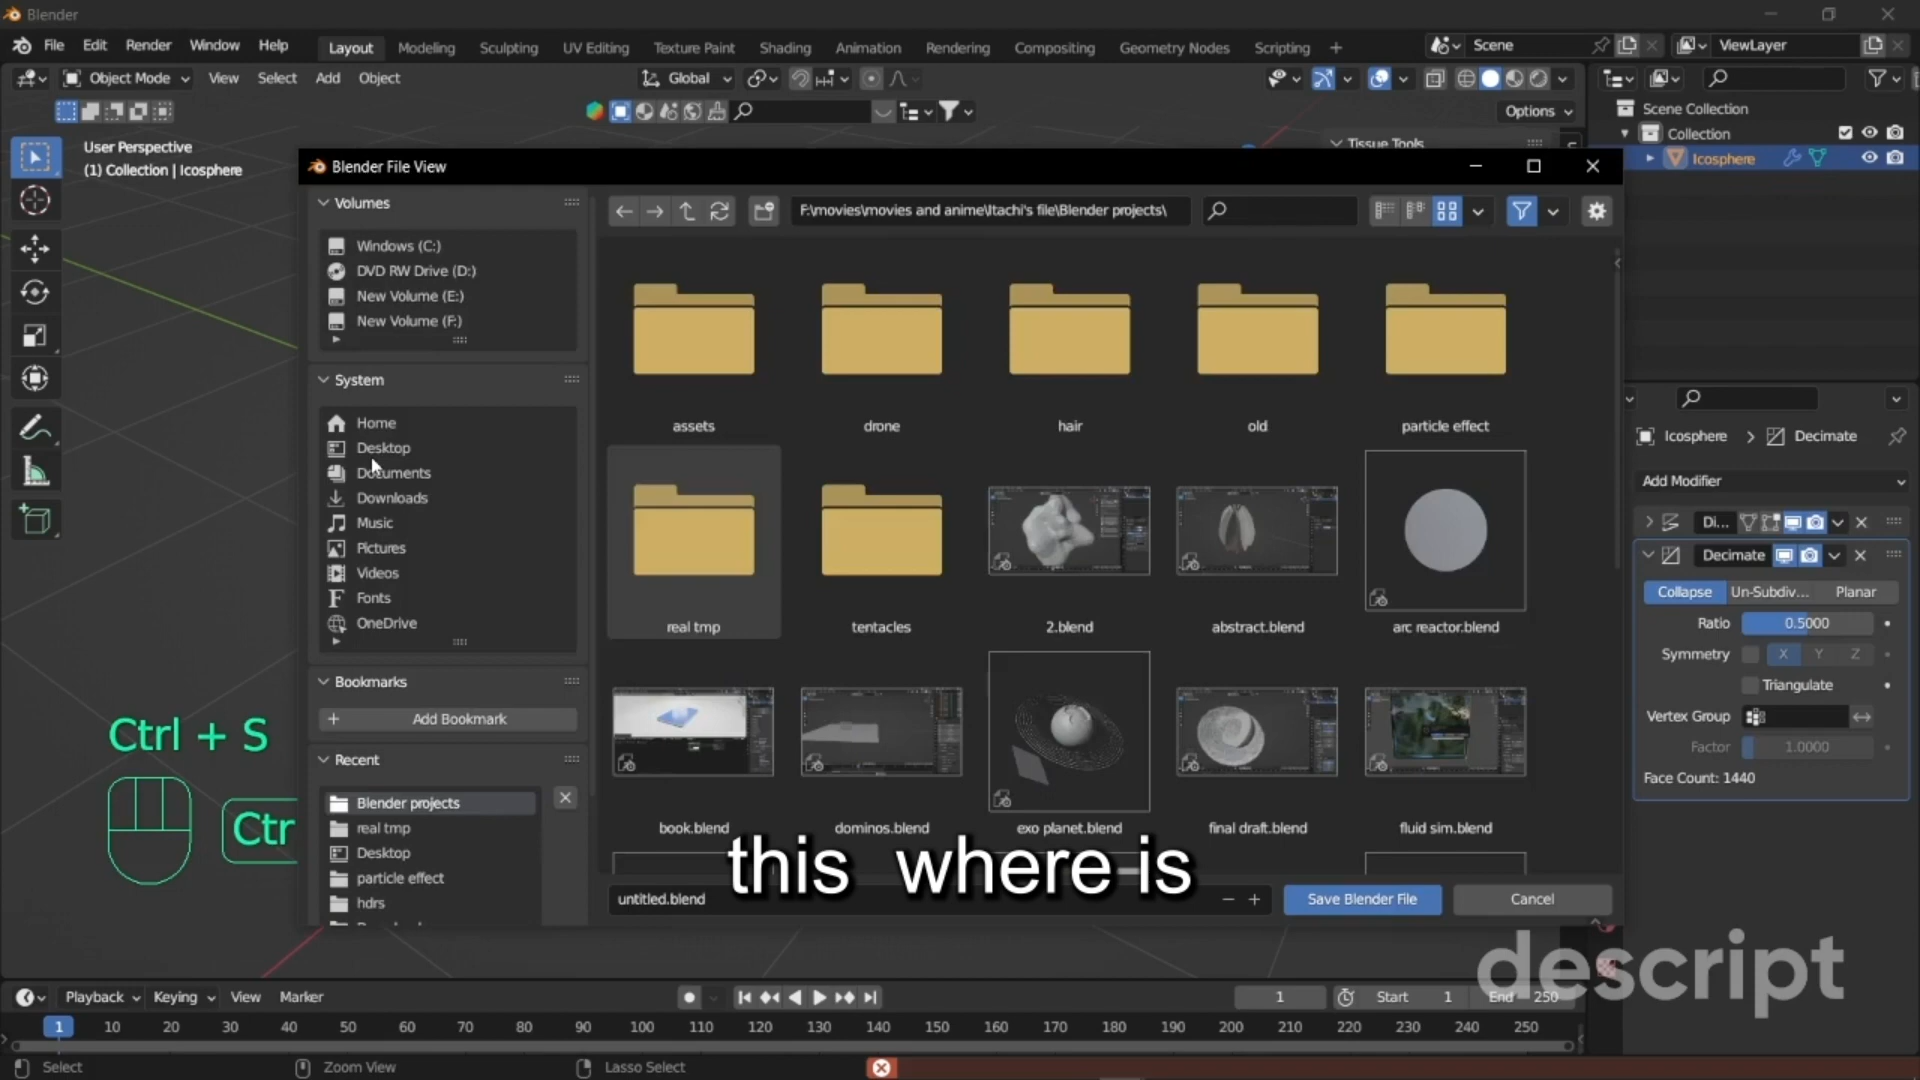 Blender
File Edit Render Window Help
Layout Modeling Sculpting UV Editing Texture Paint Shading Animation Rendering Compositing Geometry Nodes Scripting +
Scene
ViewLayer
Object Mode View Select Add Object
Global
Options
User Perspective
(1) Collection | Icosphere
Scene Collection
Collection
Icosphere
Tissue Tools
Blender File View
Volumes
Windows (C:)
DVD RW Drive (D:)
New Volume (E:)
New Volume (F:)
System
Home
Desktop
Documents
Downloads
Music
Pictures
Videos
Fonts
OneDrive
Bookmarks
Add Bookmark
Recent
Blender projects
real tmp
Desktop
particle effect
hdrs
F:\movies\movies and anime\Itachi's file\Blender projects\
assets drone hair old particle effect
real tmp tentacles 2.blend abstract.blend arc reactor.blend
book.blend dominos.blend exo planet.blend final draft.blend fluid sim.blend
this where is
untitled.blend
Save Blender File
Cancel
Ctrl + S
Ctr
Icosphere > Decimate
Add Modifier
Di...
Decimate
Collapse Un-Subdiv... Planar
Ratio 0.5000
Symmetry X Y Z
Triangulate
Vertex Group
Factor 1.0000
Face Count: 1440
descript
Playback Keying View Marker
1 Start 1 End 250
1 10 20 30 40 50 60 70 80 90 100 110 120 130 140 150 160 170 180 190 200 210 220 230 240 250
Select Zoom View Lasso Select